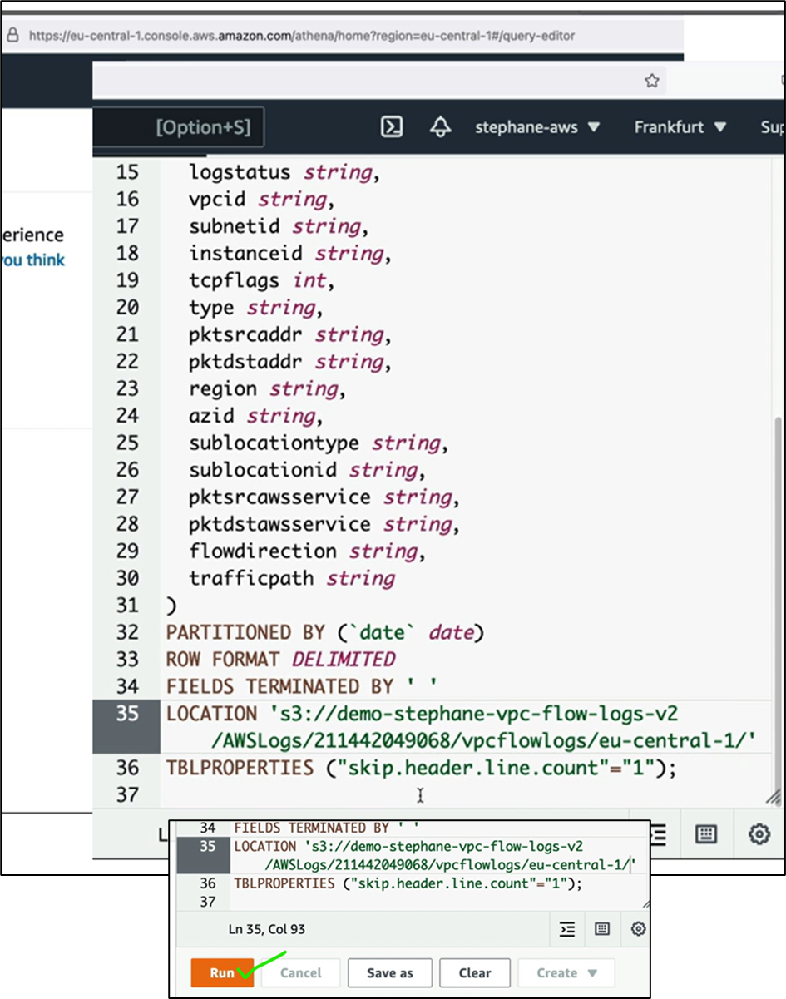 https://eu-central-1.console.aws.amazon.com/athena/home?region=eu-central-1#/query-editor
[Option+S] stephane-aws ▼ Frankfurt ▼
erience
you think
15 logstatus string,
16 vpcid string,
17 subnetid string,
18 instanceid string,
19 tcpflags int,
20 type string,
21 pktsrcaddr string,
22 pktdstaddr string,
23 region string,
24 azid string,
25 sublocationtype string,
26 sublocationid string,
27 pktsrcawsservice string,
28 pktdstawsservice string,
29 flowdirection string,
30 trafficpath string
31 )
32 PARTITIONED BY (`date` date)
33 ROW FORMAT DELIMITED
34 FIELDS TERMINATED BY ' '
35 LOCATION 's3://demo-stephane-vpc-flow-logs-v2
/AWSLogs/211442049068/vpcflowlogs/eu-central-1/'
36 TBLPROPERTIES ("skip.header.line.count"="1");
37
34 FIELDS TERMINATED BY ' '
35 LOCATION 's3://demo-stephane-vpc-flow-logs-v2
/AWSLogs/211442049068/vpcflowlogs/eu-central-1/'
36 TBLPROPERTIES ("skip.header.line.count"="1");
37
Ln 35, Col 93
Run Cancel Save as Clear Create ▼